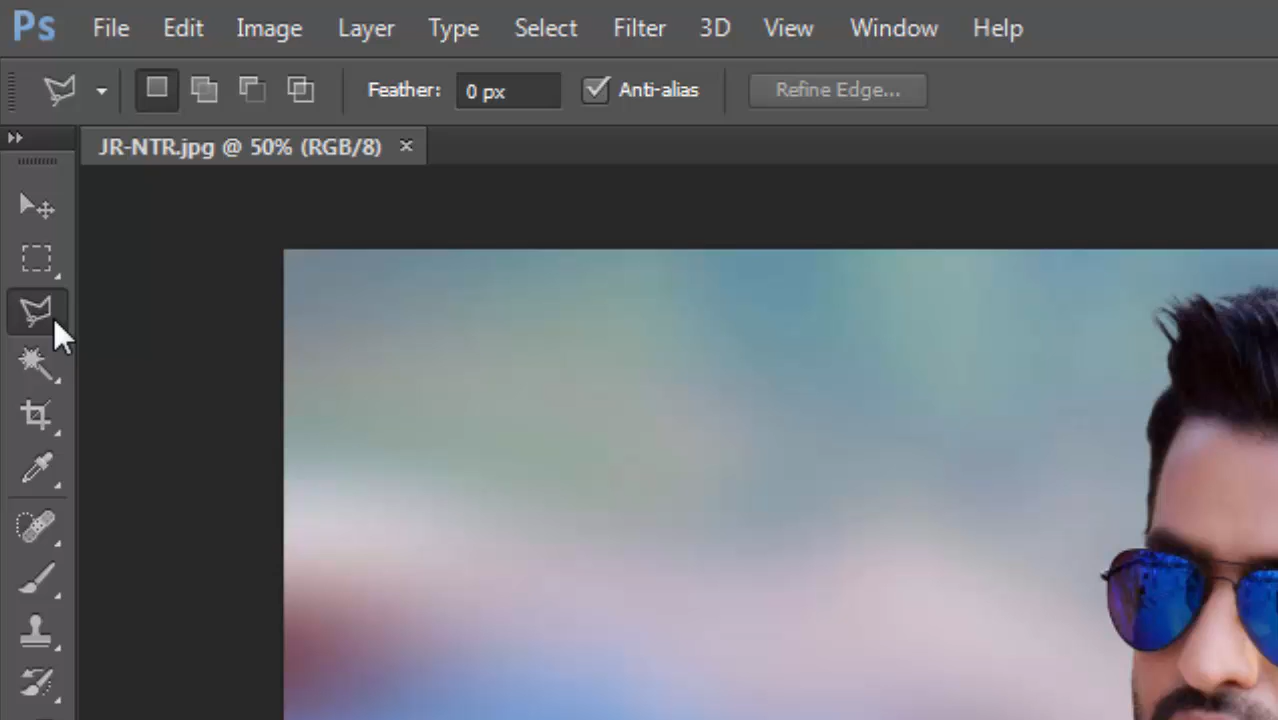 Ps File Edit Image Layer Type Select Filter 3D View Window Help
Feather: 0 px Anti-alias Refine Edge...
JR-NTR.jpg @ 50% (RGB/8) ×